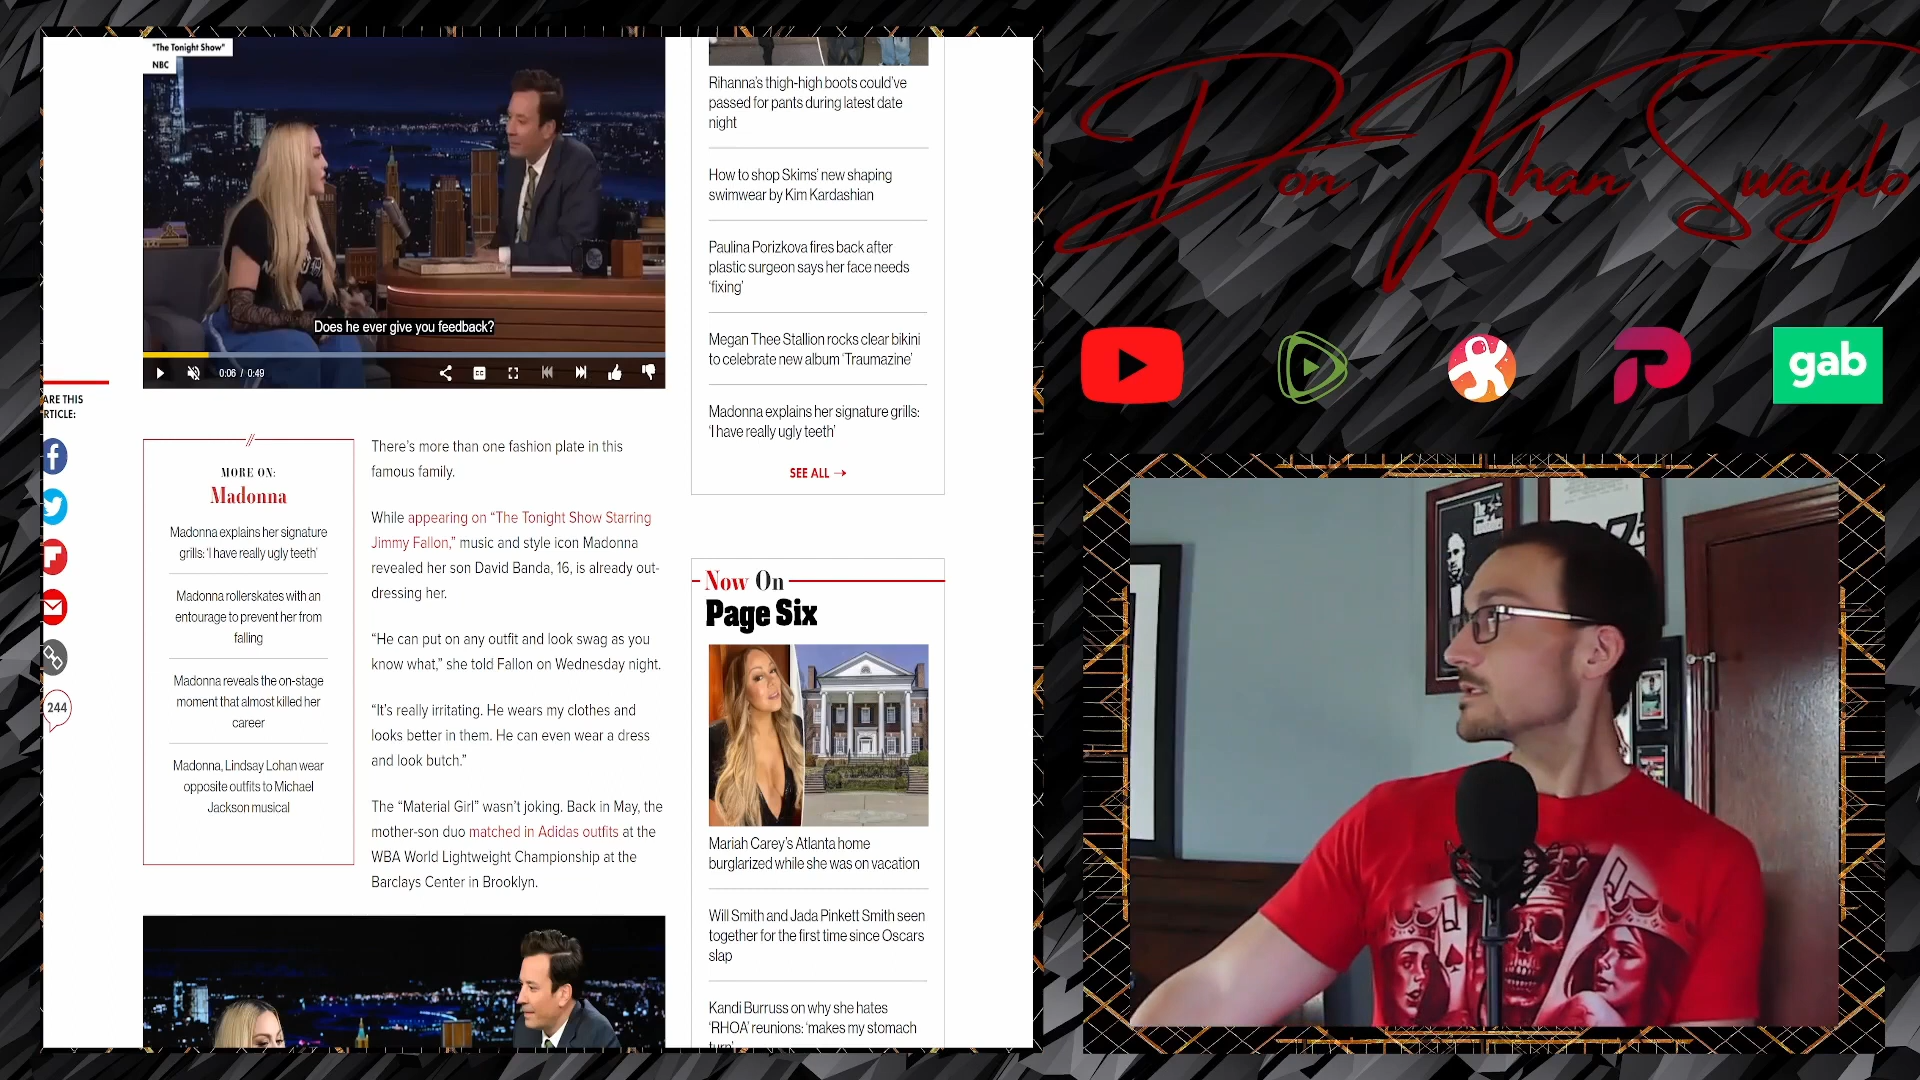 "The Tonight Show"
NBC
Does he ever give you feedback?
0:06 / 0:49
ARE THIS
RTICLE:
244
MORE ON:
Madonna
Madonna explains her signature
grills: ‘I have really ugly teeth’
Madonna rollerskates with an
entourage to prevent her from
falling
Madonna reveals the on-stage
moment that almost killed her
career
Madonna, Lindsay Lohan wear
opposite outfits to Michael
Jackson musical
There’s more than one fashion plate in this
famous family.
While appearing on “The Tonight Show Starring
Jimmy Fallon,” music and style icon Madonna
revealed her son David Banda, 16, is already out-
dressing her.
“He can put on any outfit and look swag as you
know what,” she told Fallon on Wednesday night.
“It’s really irritating. He wears my clothes and
looks better in them. He can even wear a dress
and look butch.”
The “Material Girl” wasn’t joking. Back in May, the
mother-son duo matched in Adidas outfits at the
WBA World Lightweight Championship at the
Barclays Center in Brooklyn.
Rihanna’s thigh-high boots could’ve
passed for pants during latest date
night
How to shop Skims’ new shaping
swimwear by Kim Kardashian
Paulina Porizkova fires back after
plastic surgeon says her face needs
‘fixing’
Megan Thee Stallion rocks clear bikini
to celebrate new album ‘Traumazine’
Madonna explains her signature grills:
‘I have really ugly teeth’
SEE ALL →
Now On
Page Six
Mariah Carey’s Atlanta home
burglarized while she was on vacation
Will Smith and Jada Pinkett Smith seen
together for the first time since Oscars
slap
Kandi Burruss on why she hates
‘RHOA’ reunions: ‘makes my stomach
turn’
Don Khan Swaylo
gab